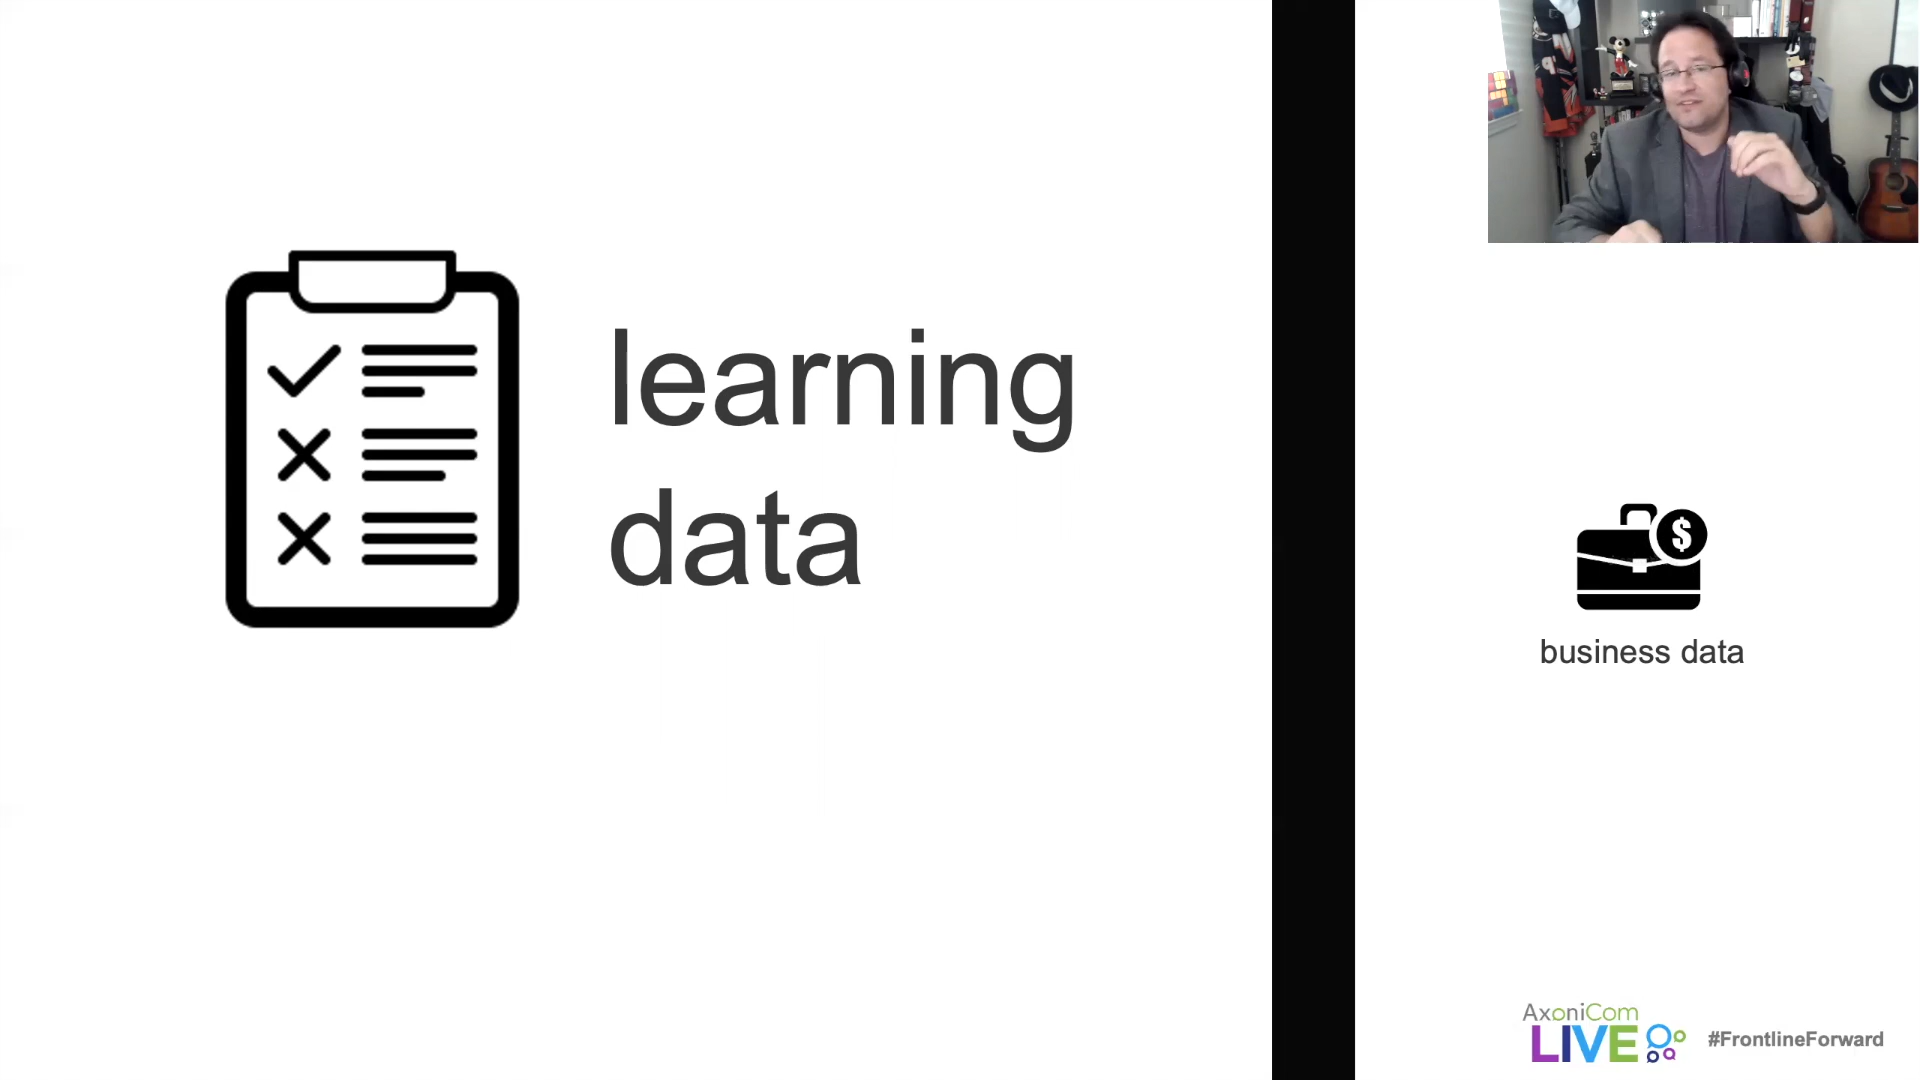 learning
data
$
business data
AxoniCom
LIVE
#FrontlineForward